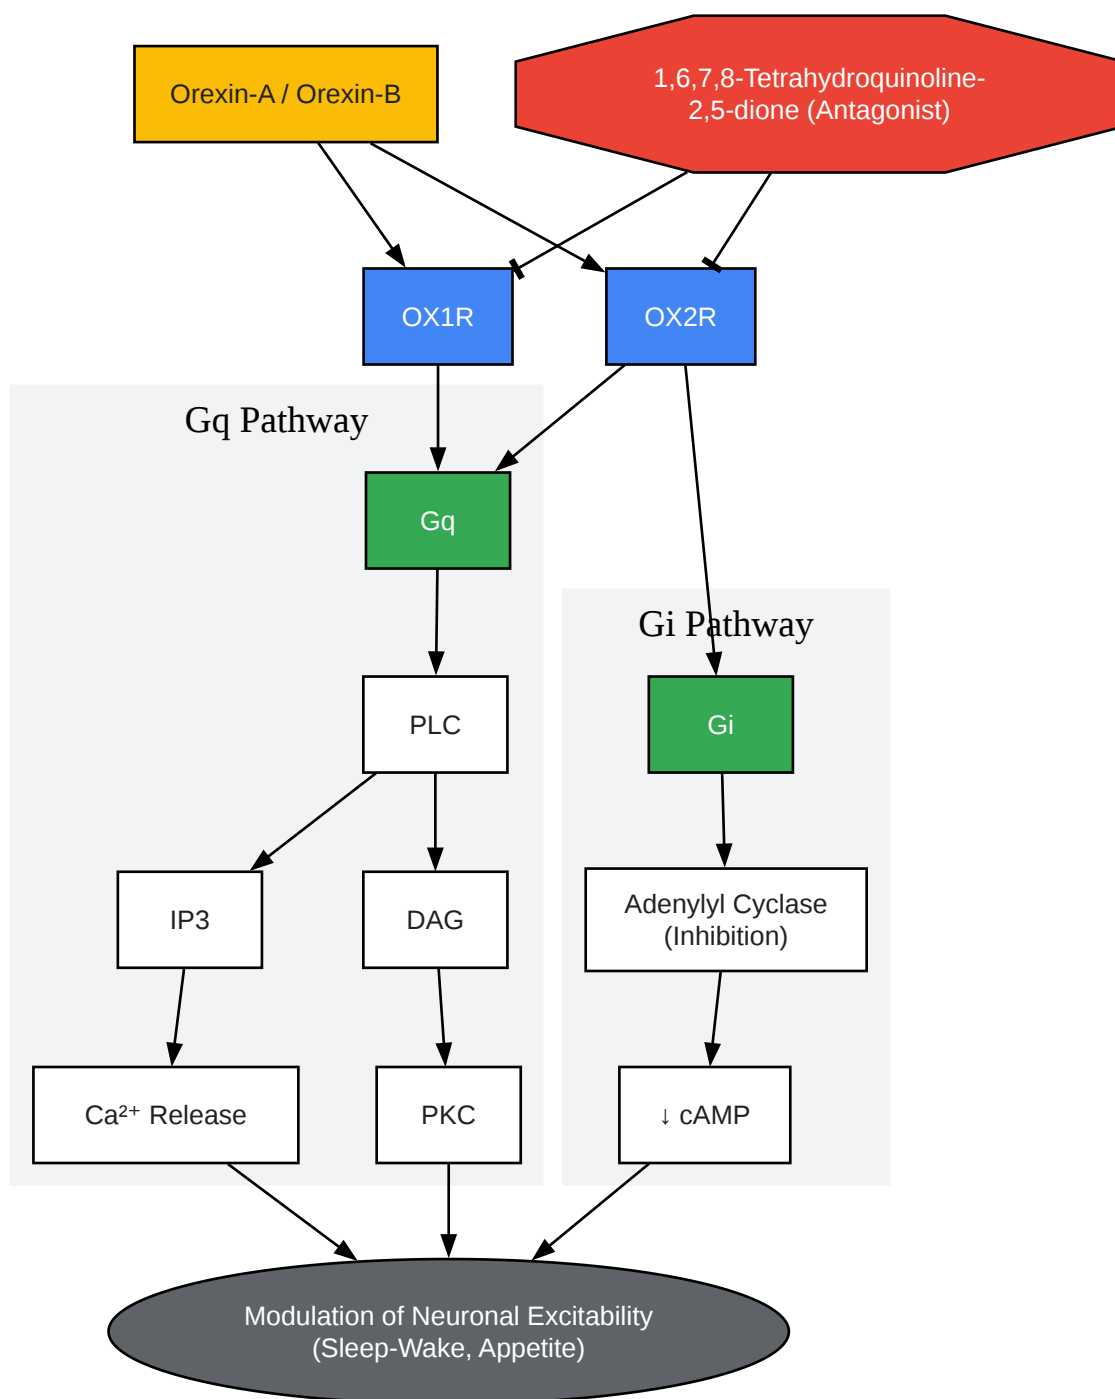 Orexin-A / Orexin-B
1,6,7,8-Tetrahydroquinoline-
2,5-dione (Antagonist)
OX1R
OX2R
Gq Pathway
Gq
Gi Pathway
PLC
Gi
IP3
DAG
Adenylyl Cyclase
(Inhibition)
Ca²⁺ Release
PKC
↓ cAMP
Modulation of Neuronal Excitability
(Sleep-Wake, Appetite)